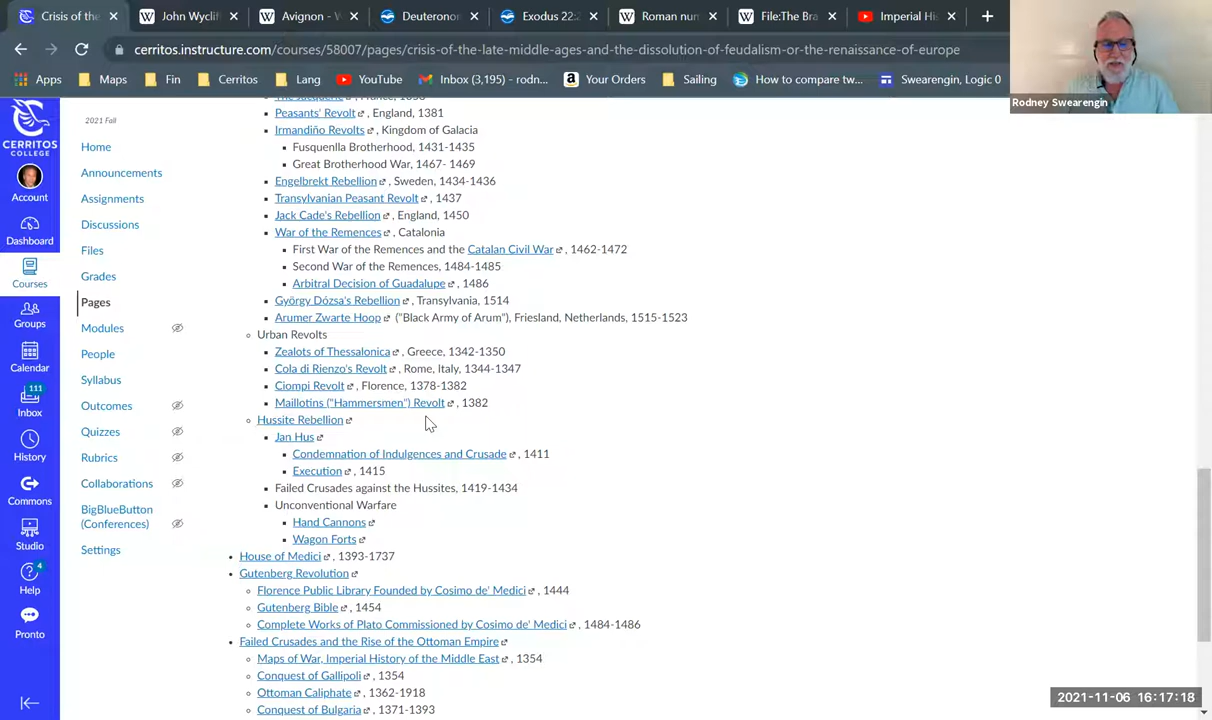 Crisis of the
John Wyclif
Avignon - W
Deuteronor
Exodus 22:
Roman nur
File:The Bra
Imperial His
cerritos.instructure.com/courses/58007/pages/crisis-of-the-late-middle-ages-and-the-dissolution-of-feudalism-or-the-renaissance-of-europe
Apps
Maps
Fin
Cerritos
Lang
YouTube
Inbox (3,195) - rodn...
Your Orders
Sailing
How to compare tw...
Swearengin, Logic 0
Rodney Swearengin
CERRITOS
COLLEGE
Account
Dashboard
Courses
Groups
Calendar
111
Inbox
History
Commons
Studio
4
Help
Pronto
2021 Fall
Home
Announcements
Assignments
Discussions
Files
Grades
Pages
Modules
People
Syllabus
Outcomes
Quizzes
Rubrics
Collaborations
BigBlueButton
(Conferences)
Settings
Peasants' Revolt , England, 1381
Irmandiño Revolts , Kingdom of Galacia
Fusquenlla Brotherhood, 1431-1435
Great Brotherhood War, 1467- 1469
Engelbrekt Rebellion , Sweden, 1434-1436
Transylvanian Peasant Revolt , 1437
Jack Cade's Rebellion , England, 1450
War of the Remences , Catalonia
First War of the Remences and the Catalan Civil War , 1462-1472
Second War of the Remences, 1484-1485
Arbitral Decision of Guadalupe , 1486
György Dózsa's Rebellion , Transylvania, 1514
Arumer Zwarte Hoop ("Black Army of Arum"), Friesland, Netherlands, 1515-1523
Urban Revolts
Zealots of Thessalonica , Greece, 1342-1350
Cola di Rienzo's Revolt , Rome, Italy, 1344-1347
Ciompi Revolt , Florence, 1378-1382
Maillotins ("Hammersmen") Revolt , 1382
Hussite Rebellion
Jan Hus
Condemnation of Indulgences and Crusade , 1411
Execution , 1415
Failed Crusades against the Hussites, 1419-1434
Unconventional Warfare
Hand Cannons
Wagon Forts
House of Medici , 1393-1737
Gutenberg Revolution
Florence Public Library Founded by Cosimo de' Medici , 1444
Gutenberg Bible , 1454
Complete Works of Plato Commissioned by Cosimo de' Medici , 1484-1486
Failed Crusades and the Rise of the Ottoman Empire
Maps of War, Imperial History of the Middle East , 1354
Conquest of Gallipoli , 1354
Ottoman Caliphate , 1362-1918
Conquest of Bulgaria , 1371-1393
2021-11-06 16:17:18